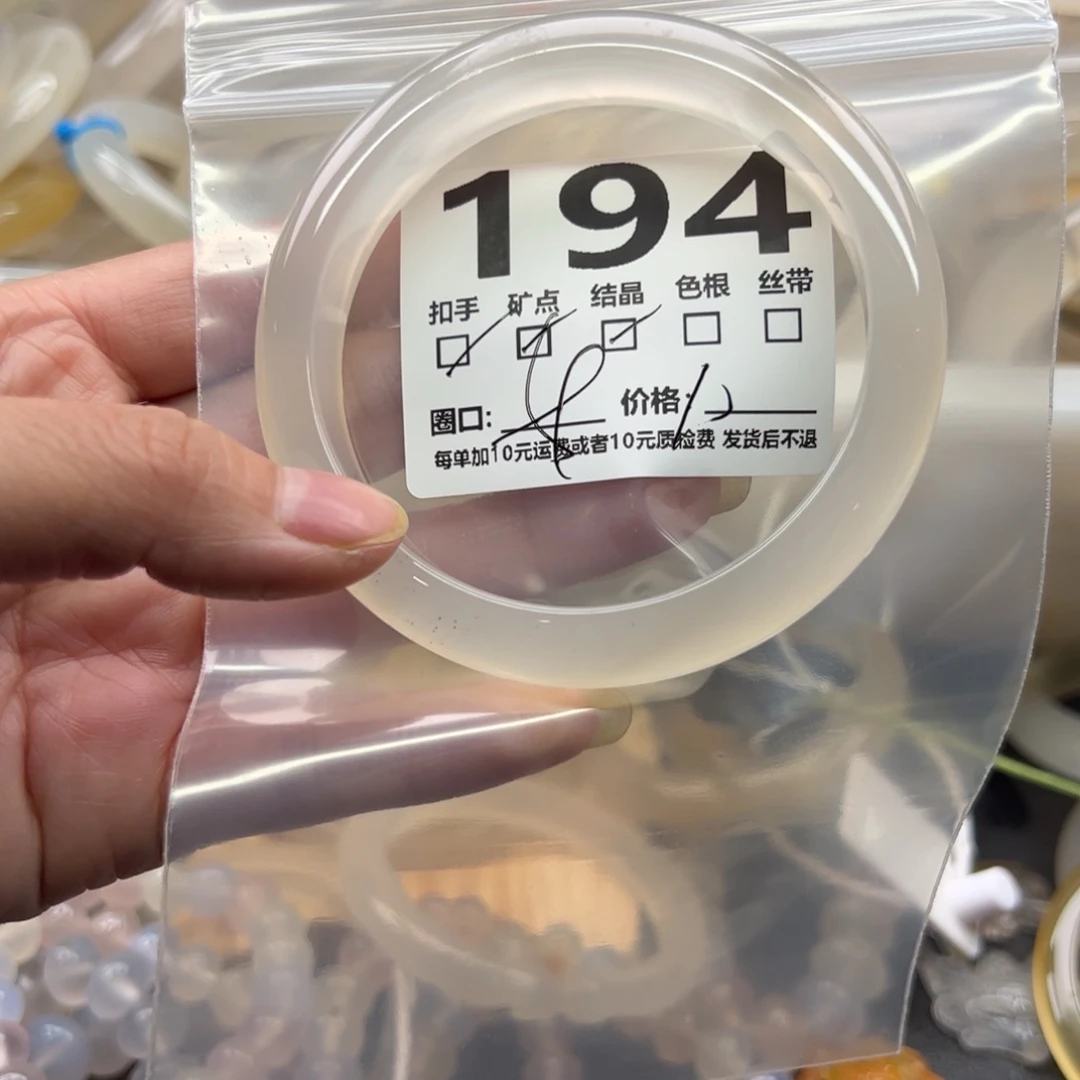 194
扣手 矿点 结晶 色根 丝带
圈口: 价格:
每单加10元运费或者10元质检费 发货后不退